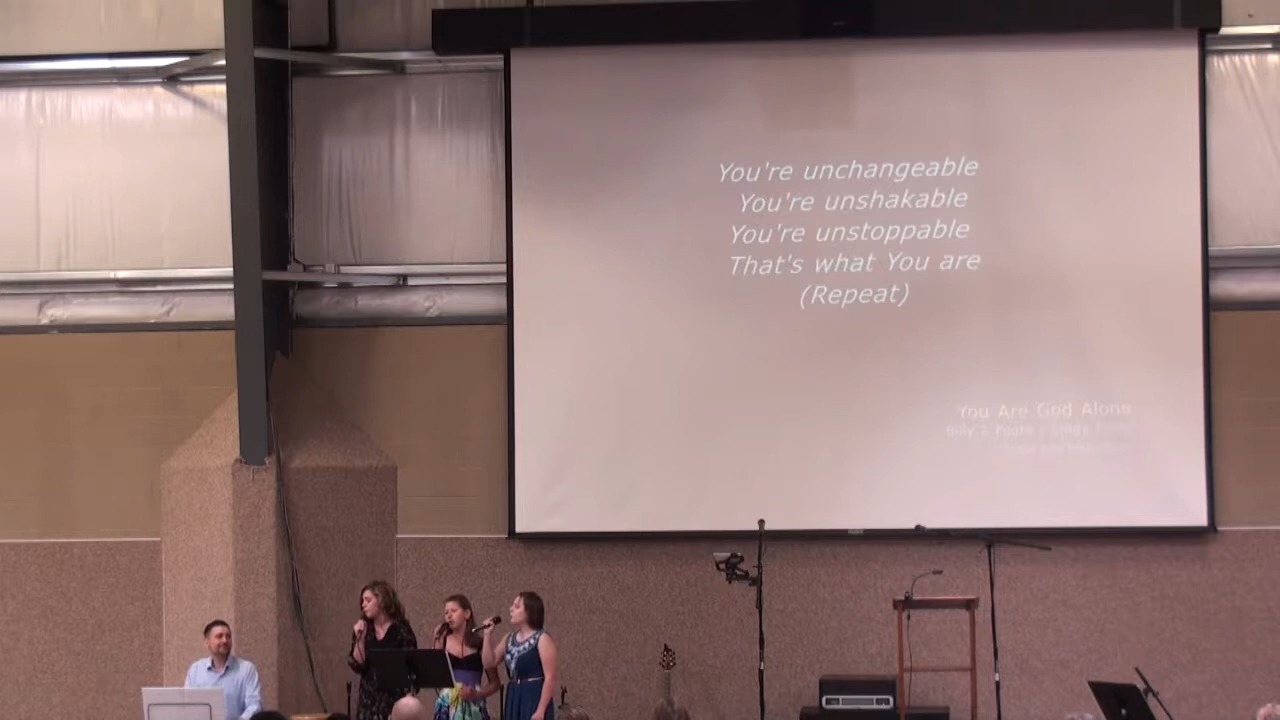 You're unchangeable
You're unshakable
You're unstoppable
That's what You are
(Repeat)
You Are God Alone